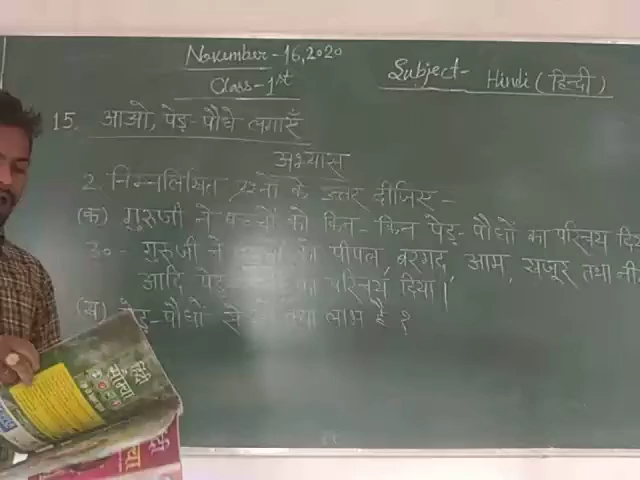 November-16,2020
Class-1st
Subject- Hindi (हिन्दी)
15. आओ, पेड़-पौधे लगाएँ
अभ्यास
2. निम्नलिखित प्रश्नों के उत्तर दीजिए -
(क) गुरुजी ने बच्चों को किन-किन पेड़-पौधों का परिचय
उ०- गुरुजी ने को पीपल, बरगद, आम, खजूर तथा
आदि पेड़ का परिचय दिया।
(ख) पेड़-पौधों से क्या लाभ है ?
हिंदी